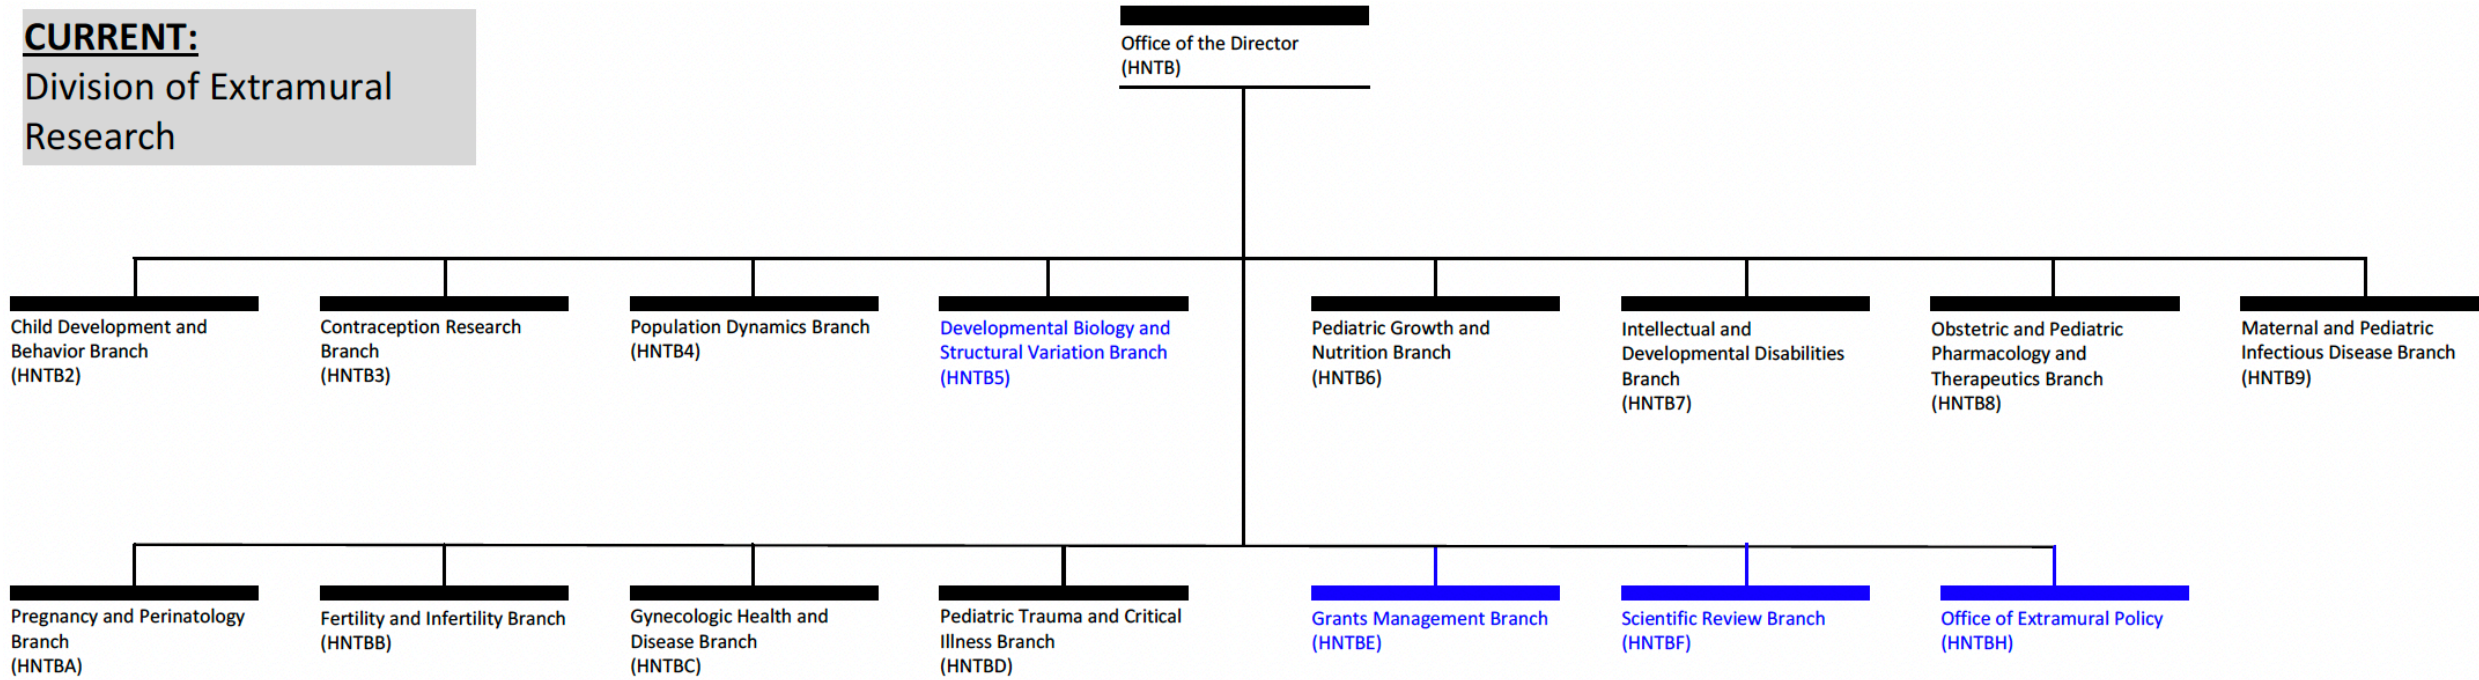 CURRENT:
Division of Extramural
Research
Office of the Director
(HNTB)
Child Development and
Behavior Branch
(HNTB2)
Contraception Research
Branch
(HNTB3)
Population Dynamics Branch
(HNTB4)
Developmental Biology and
Structural Variation Branch
(HNTB5)
Pediatric Growth and
Nutrition Branch
(HNTB6)
Intellectual and
Developmental Disabilities
Branch
(HNTB7)
Obstetric and Pediatric
Pharmacology and
Therapeutics Branch
(HNTB8)
Maternal and Pediatric
Infectious Disease Branch
(HNTB9)
Pregnancy and Perinatology
Branch
(HNTBA)
Fertility and Infertility Branch
(HNTBB)
Gynecologic Health and
Disease Branch
(HNTBC)
Pediatric Trauma and Critical
Illness Branch
(HNTBD)
Grants Management Branch
(HNTBE)
Scientific Review Branch
(HNTBF)
Office of Extramural Policy
(HNTBH)